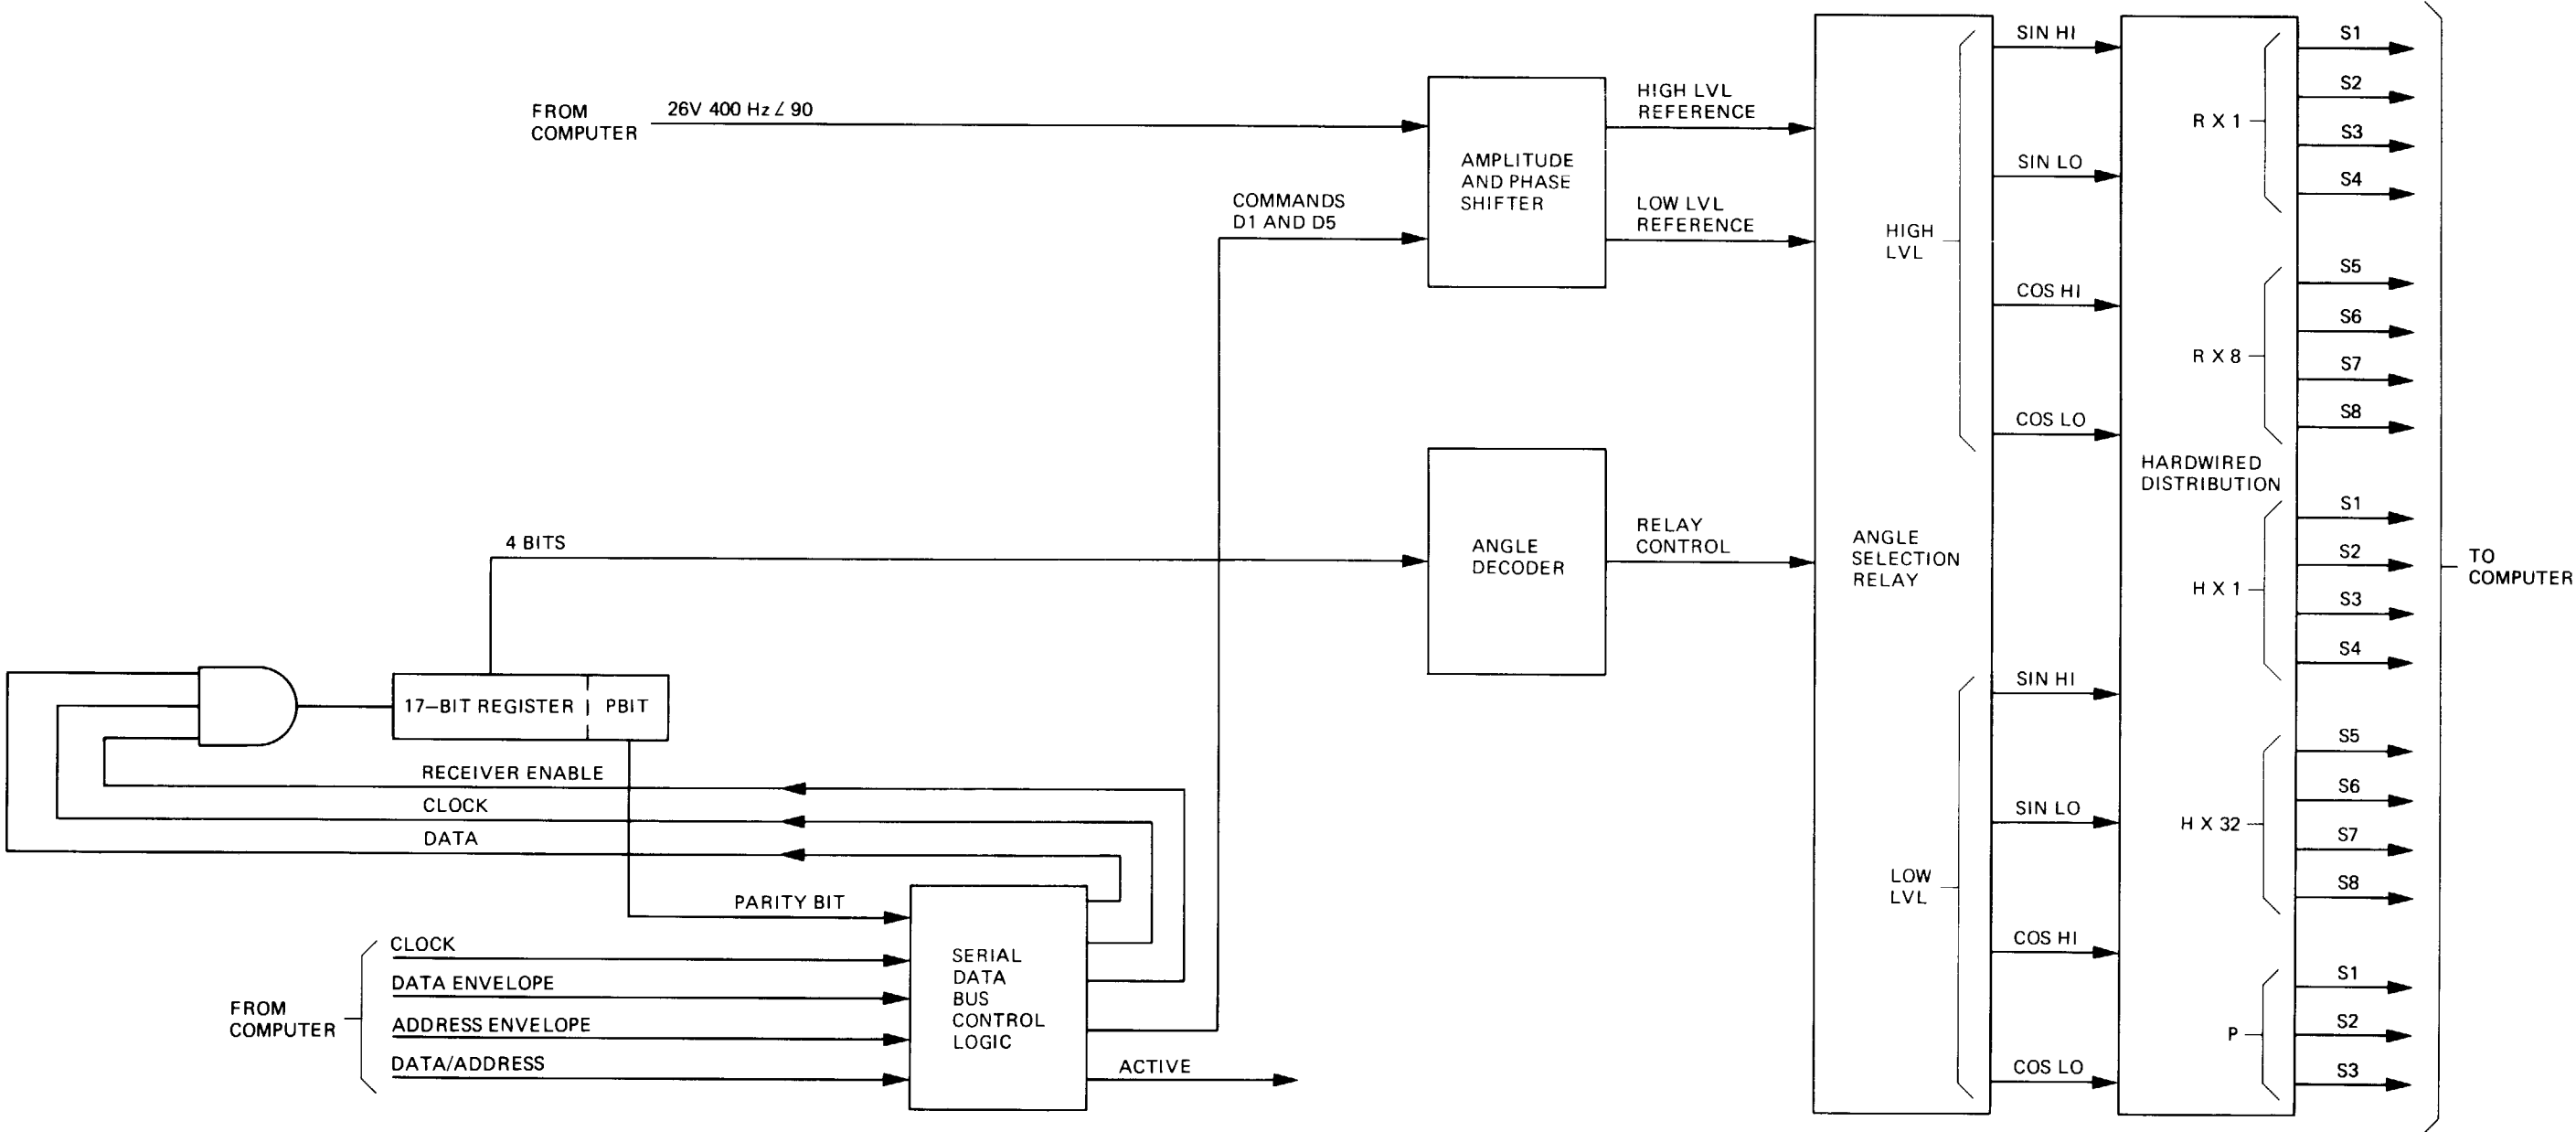 FROM
COMPUTER
26V 400 Hz ∠ 90
COMMANDS
D1 AND D5
AMPLITUDE
AND PHASE
SHIFTER
HIGH LVL
REFERENCE
LOW LVL
REFERENCE
4 BITS
ANGLE
DECODER
RELAY
CONTROL
17-BIT REGISTER
PBIT
RECEIVER ENABLE
CLOCK
DATA
PARITY BIT
FROM
COMPUTER
CLOCK
DATA ENVELOPE
ADDRESS ENVELOPE
DATA/ADDRESS
SERIAL
DATA
BUS
CONTROL
LOGIC
ACTIVE
ANGLE
SELECTION
RELAY
HIGH
LVL
LOW
LVL
SIN HI
SIN LO
COS HI
COS LO
SIN HI
SIN LO
COS HI
COS LO
HARDWIRED
DISTRIBUTION
R X 1
S1
S2
S3
S4
R X 8
S5
S6
S7
S8
H X 1
S1
S2
S3
S4
H X 32
S5
S6
S7
S8
P
S1
S2
S3
TO
COMPUTER